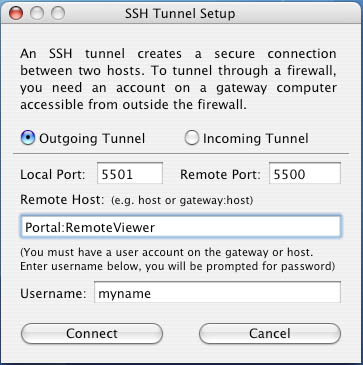 SSH Tunnel Setup
An SSH tunnel creates a secure connection
between two hosts. To tunnel through a firewall,
you need an account on a gateway computer
accessible from outside the firewall.
Outgoing Tunnel Incoming Tunnel
Local Port: 5501 Remote Port: 5500
Remote Host: (e.g. host or gateway:host)
Portal:RemoteViewer
(You must have a user account on the gateway or host.
Enter username below, you will be prompted for password)
Username: myname
Connect Cancel